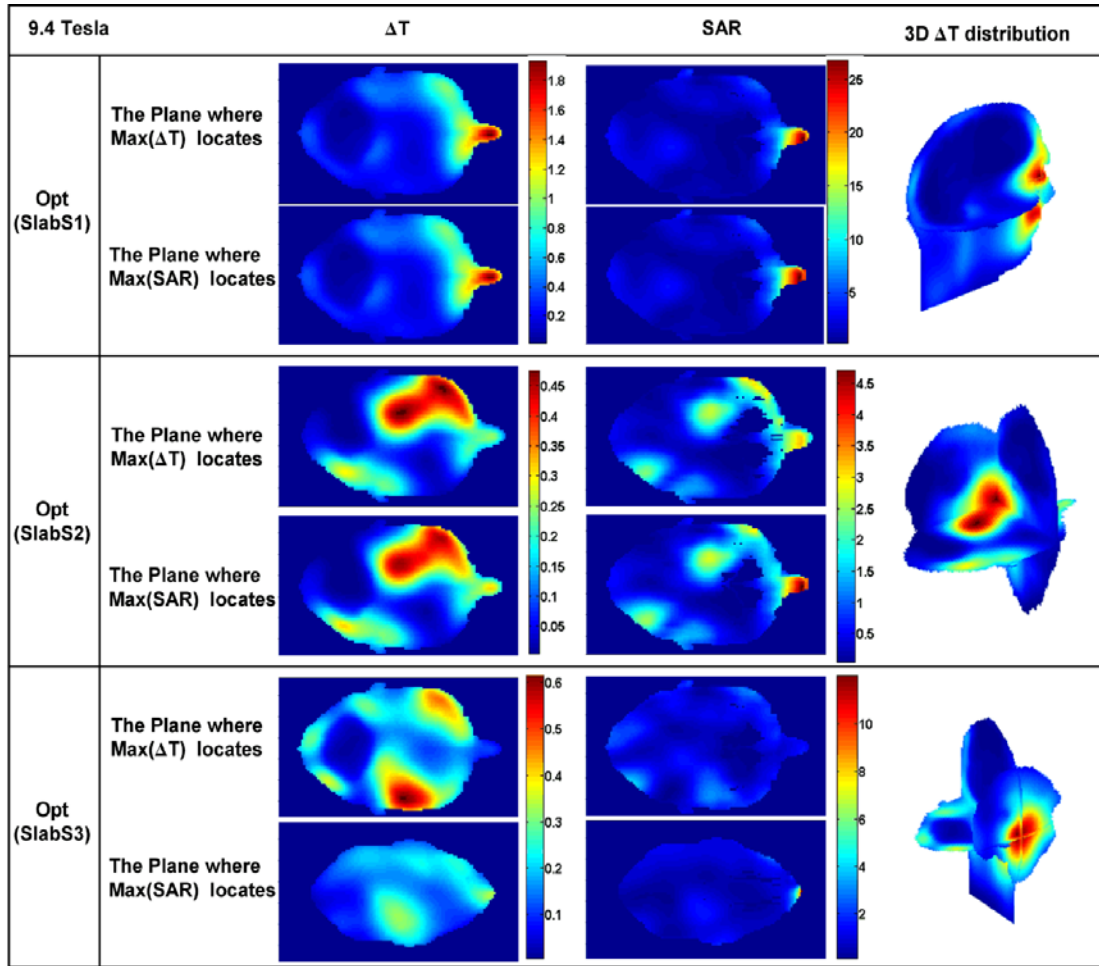 9.4 Tesla
ΔT
SAR
3D ΔT distribution
Opt
(SlabS1)
The Plane where
Max(ΔT) locates
The Plane where
Max(SAR) locates
1.8
1.6
1.4
1.2
1
0.8
0.6
0.4
0.2
25
20
15
10
5
Opt
(SlabS2)
The Plane where
Max(ΔT) locates
The Plane where
Max(SAR) locates
0.45
0.4
0.35
0.3
0.25
0.2
0.15
0.1
0.05
4.5
4
3.5
3
2.5
2
1.5
1
0.5
Opt
(SlabS3)
The Plane where
Max(ΔT) locates
The Plane where
Max(SAR) locates
0.6
0.5
0.4
0.3
0.2
0.1
10
8
6
4
2